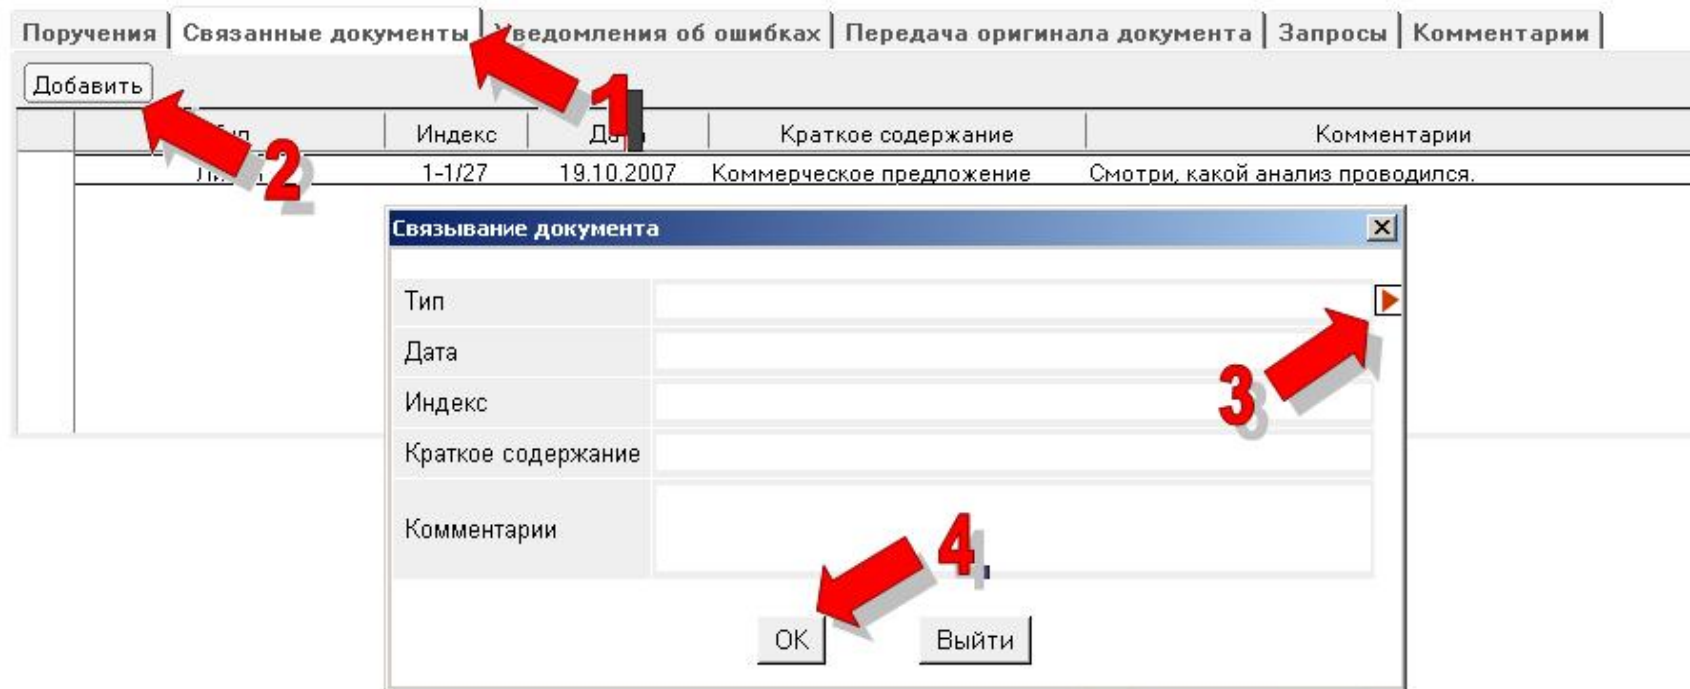 Поручения Связанные документы Уведомления об ошибках Передача оригинала документа Запросы Комментарии
1
Добавить
Индекс Краткое содержание Комментарии
2
1-1/27 19.10.2007 Коммерческое предложение Смотри, какой анализ проводился.
Связывание документа
Тип
Дата
3
Индекс
Краткое содержание
Комментарии
4
OK Выйти